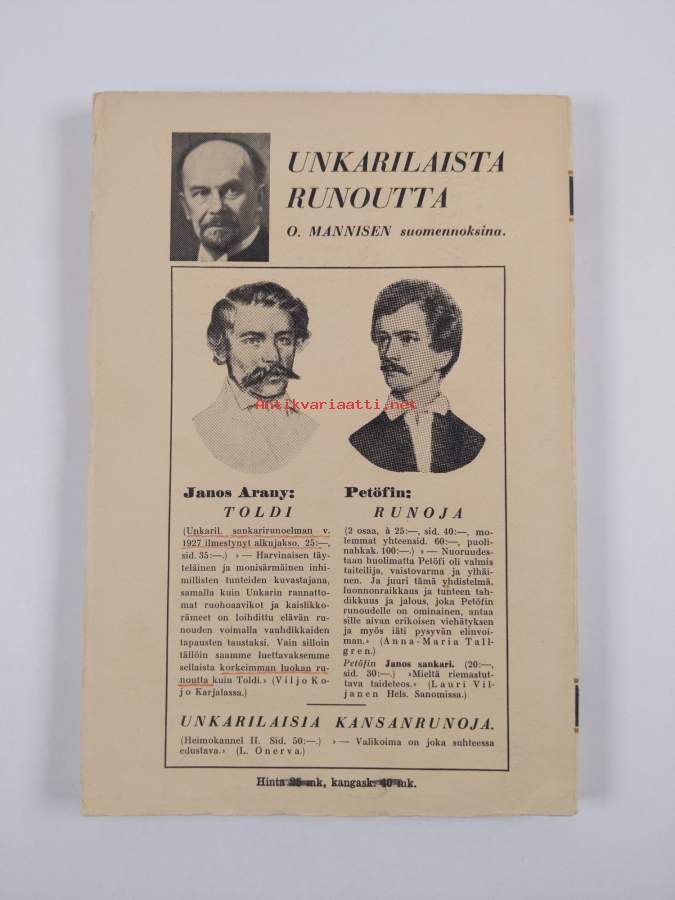 UNKARILAISTA
RUNOUTTA
O. MANNISEN suomennoksina.
Antikvariaatti.net
Janos Arany:
TOLDI
(Unkaril. sankarirunoelman v.
1927 ilmestynyt alkujakso. 25:—,
sid. 35:—.) » — Harvinaisen täy-
teläinen ja monisärmäinen inhi-
millisten tunteiden kuvastajana,
samalla kuin Unkarin rannatto-
mat ruohoaavikot ja kaislikko-
rämeet on loihdittu elävän ru-
nouden voimalla vauhdikkaiden
tapausten taustaksi. Vain silloin
tällöin saamme luettavaksemme
sellaista korkeimman luokan ru-
noutta kuin Toldi.» (Viljo Ko-
jo Karjalassa.)
Petöfin:
RUNOJA
(2 osaa, à 25:—, sid. 40:—, mo-
lemmat yhteensid. 60:—, puoli-
nahkak. 100:—.) » — Nuoruudes-
taan huolimatta Petöfi oli valmis
taiteilija, vaistovarma ja ylhäi-
nen. Ja juuri tämä yhdistelmä,
luonnonraikkaus ja tunteen tah-
dikkuus ja jalous, joka Petöfin
runoudelle on ominainen, antaa
sille aivan erikoisen viehätyksen
ja myös iäti pysyvän elinvoi-
man.» (Anna-Maria Tall-
gren.)
Petöfin Janos sankari. (20:—,
sid. 30:—.) »Mieltä riemastut-
tava taideteos.» (Lauri Vil-
janen Hels. Sanomissa.)
UNKARILAISIA KANSANRUNOJA.
(Heimokannel II. Sid. 50:—.) » — Valikoima on joka suhteessa
edustava.» (L. Onerva.)
Hinta 25 mk, kangask. 40 mk.